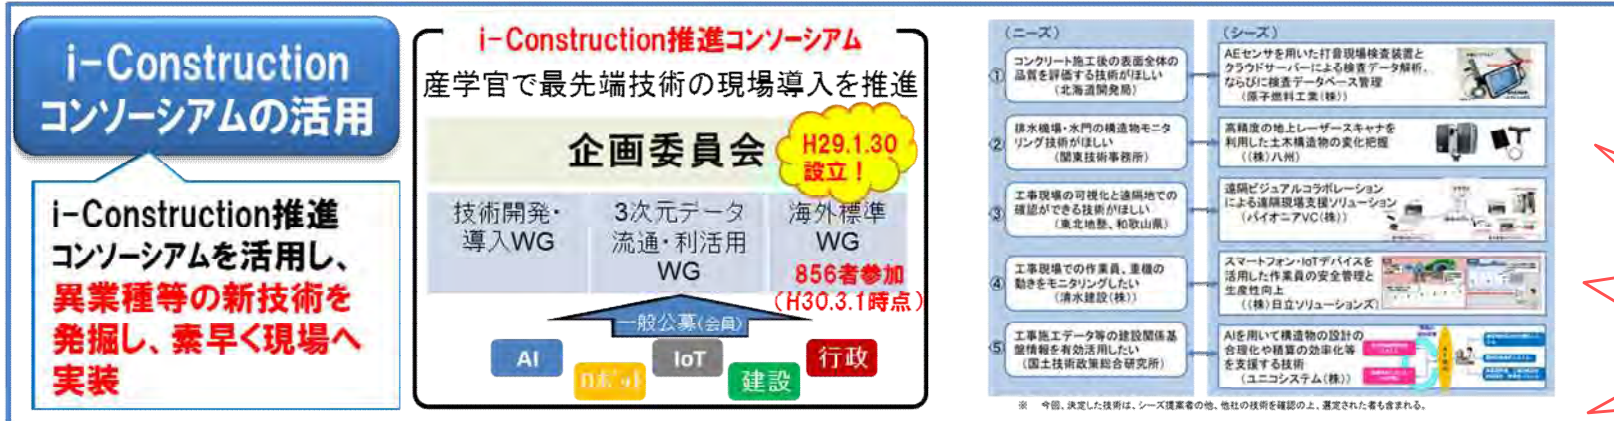 i-Construction
コンソーシアムの活用
i-Construction推進
コンソーシアムを活用し、
異業種等の新技術を
発掘し、素早く現場へ
実装
i-Construction推進コンソーシアム
産学官で最先端技術の現場導入を推進
企画委員会
H29.1.30
設立！
技術開発・
導入WG
3次元データ
流通・利活用
WG
海外標準
WG
856者参加
(H30.3.1時点)
一般公募(会員)
AI
ロボット
IoT
建設
行政
(ニーズ)
(シーズ)
①
コンクリート施工後の表面全体の
品質を評価する技術がほしい
(北海道開発局)
AEセンサを用いた打音現場検査装置と
クラウドサーバーによる検査データ解析、
ならびに検査データベース管理
(原子燃料工業(株))
②
排水機場・水門の構造物モニタ
リング技術がほしい
(関東技術事務所)
高精度の地上レーザースキャナを
利用した土木構造物の変化把握
((株)八州)
③
工事現場の可視化と遠隔地での
確認ができる技術がほしい
(東北地整、和歌山県)
遠隔ビジュアルコラボレーション
による遠隔現場支援ソリューション
(パイオニアVC(株))
④
工事現場での作業員、重機の
動きをモニタリングしたい
(清水建設(株))
スマートフォン・IoTデバイスを
活用した作業員の安全管理と
生産性向上
((株)日立ソリューションズ)
⑤
工事施工データ等の建設関係基
盤情報を有効活用したい
(国土技術政策総合研究所)
AIを用いて構造物の設計の
合理化や積算の効率化等
を支援する技術
(ユニコシステム(株))
※　今回、決定した技術は、シーズ提案者の他、他社の技術を確認の上、選定された者も含まれる。